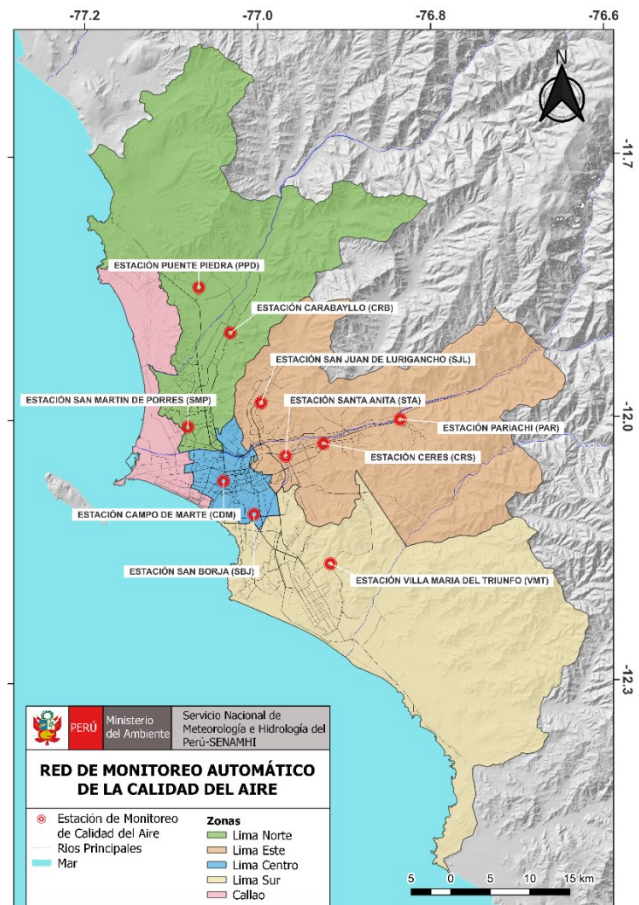 -77.2
-77.0
-76.8
-76.6
N
-11.7
ESTACIÓN PUENTE PIEDRA (PPD)
ESTACIÓN CARABAYLLO (CRB)
ESTACIÓN SAN JUAN DE LURIGANCHO (SJL)
ESTACIÓN SAN MARTIN DE PORRES (SMP)
ESTACIÓN SANTA ANITA (STA)
-12.0
ESTACIÓN PARIACHI (PAR)
ESTACIÓN CERES (CRS)
ESTACIÓN CAMPO DE MARTE (CDM)
ESTACIÓN SAN BORJA (SBJ)
ESTACIÓN VILLA MARIA DEL TRIUNFO (VMT)
-12.3
PERÚ
Ministerio
del Ambiente
Servicio Nacional de
Meteorología e Hidrología del
Perú-SENAMHI
RED DE MONITOREO AUTOMÁTICO
DE LA CALIDAD DEL AIRE
Estación de Monitoreo
de Calidad del Aire
Rios Principales
Mar
Zonas
Lima Norte
Lima Este
Lima Centro
Lima Sur
Callao
5 0 5 10 15 km